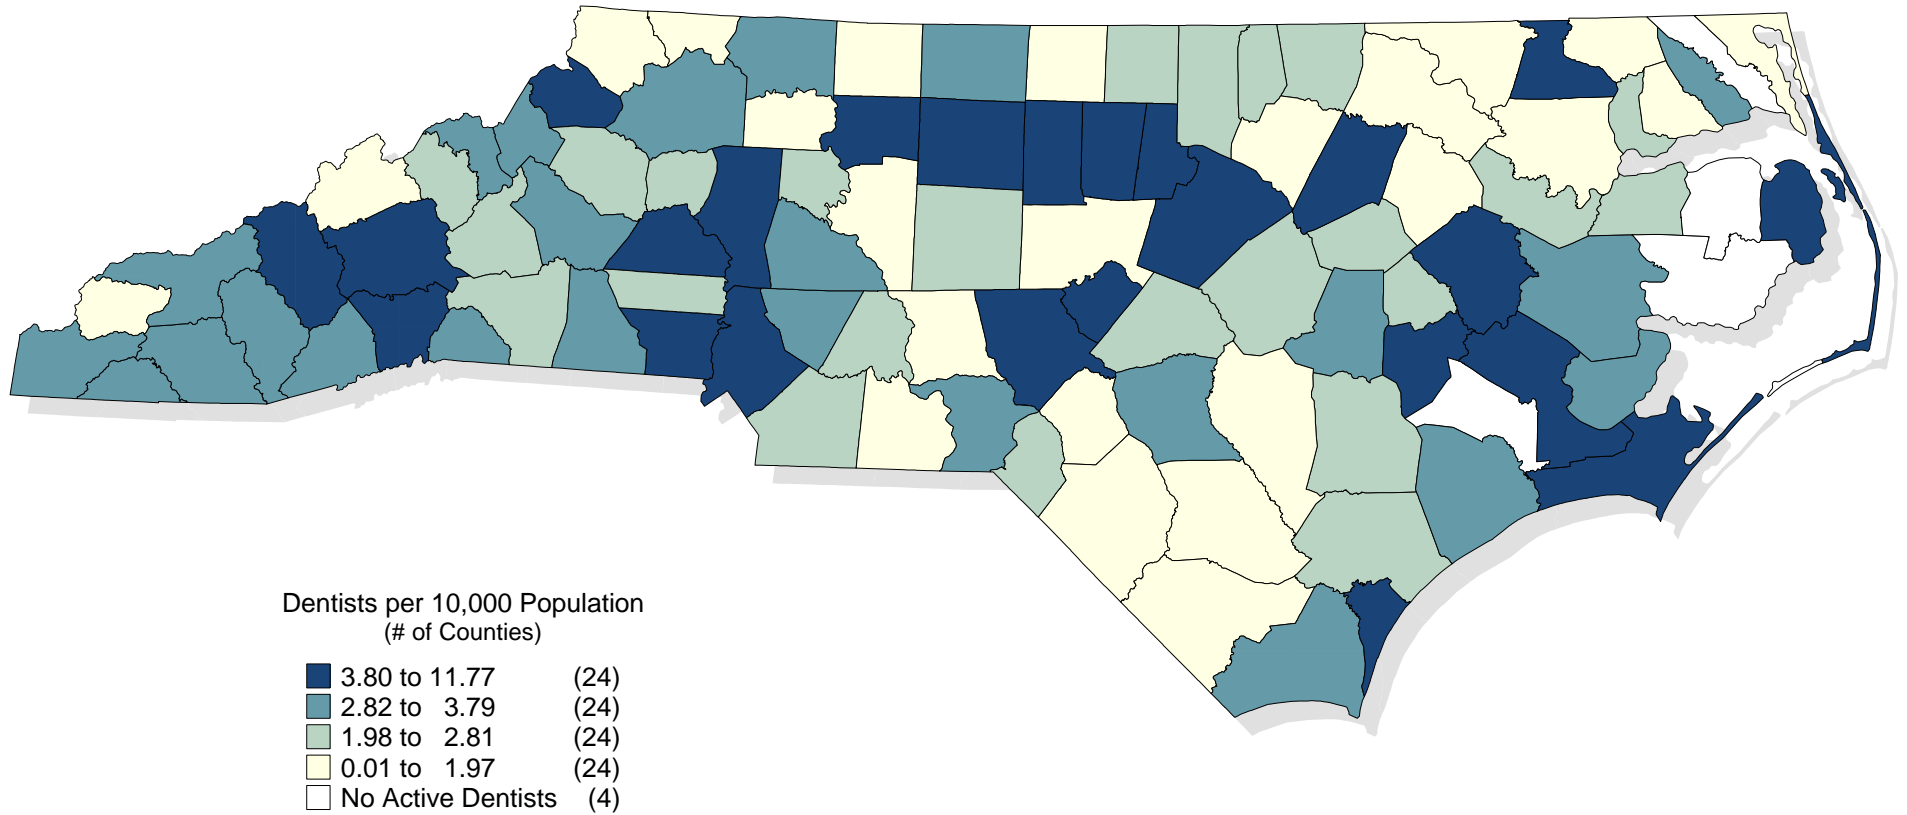 Dentists per 10,000 Population
(# of Counties)
3.80 to 11.77 (24)
2.82 to 3.79 (24)
1.98 to 2.81 (24)
0.01 to 1.97 (24)
No Active Dentists (4)